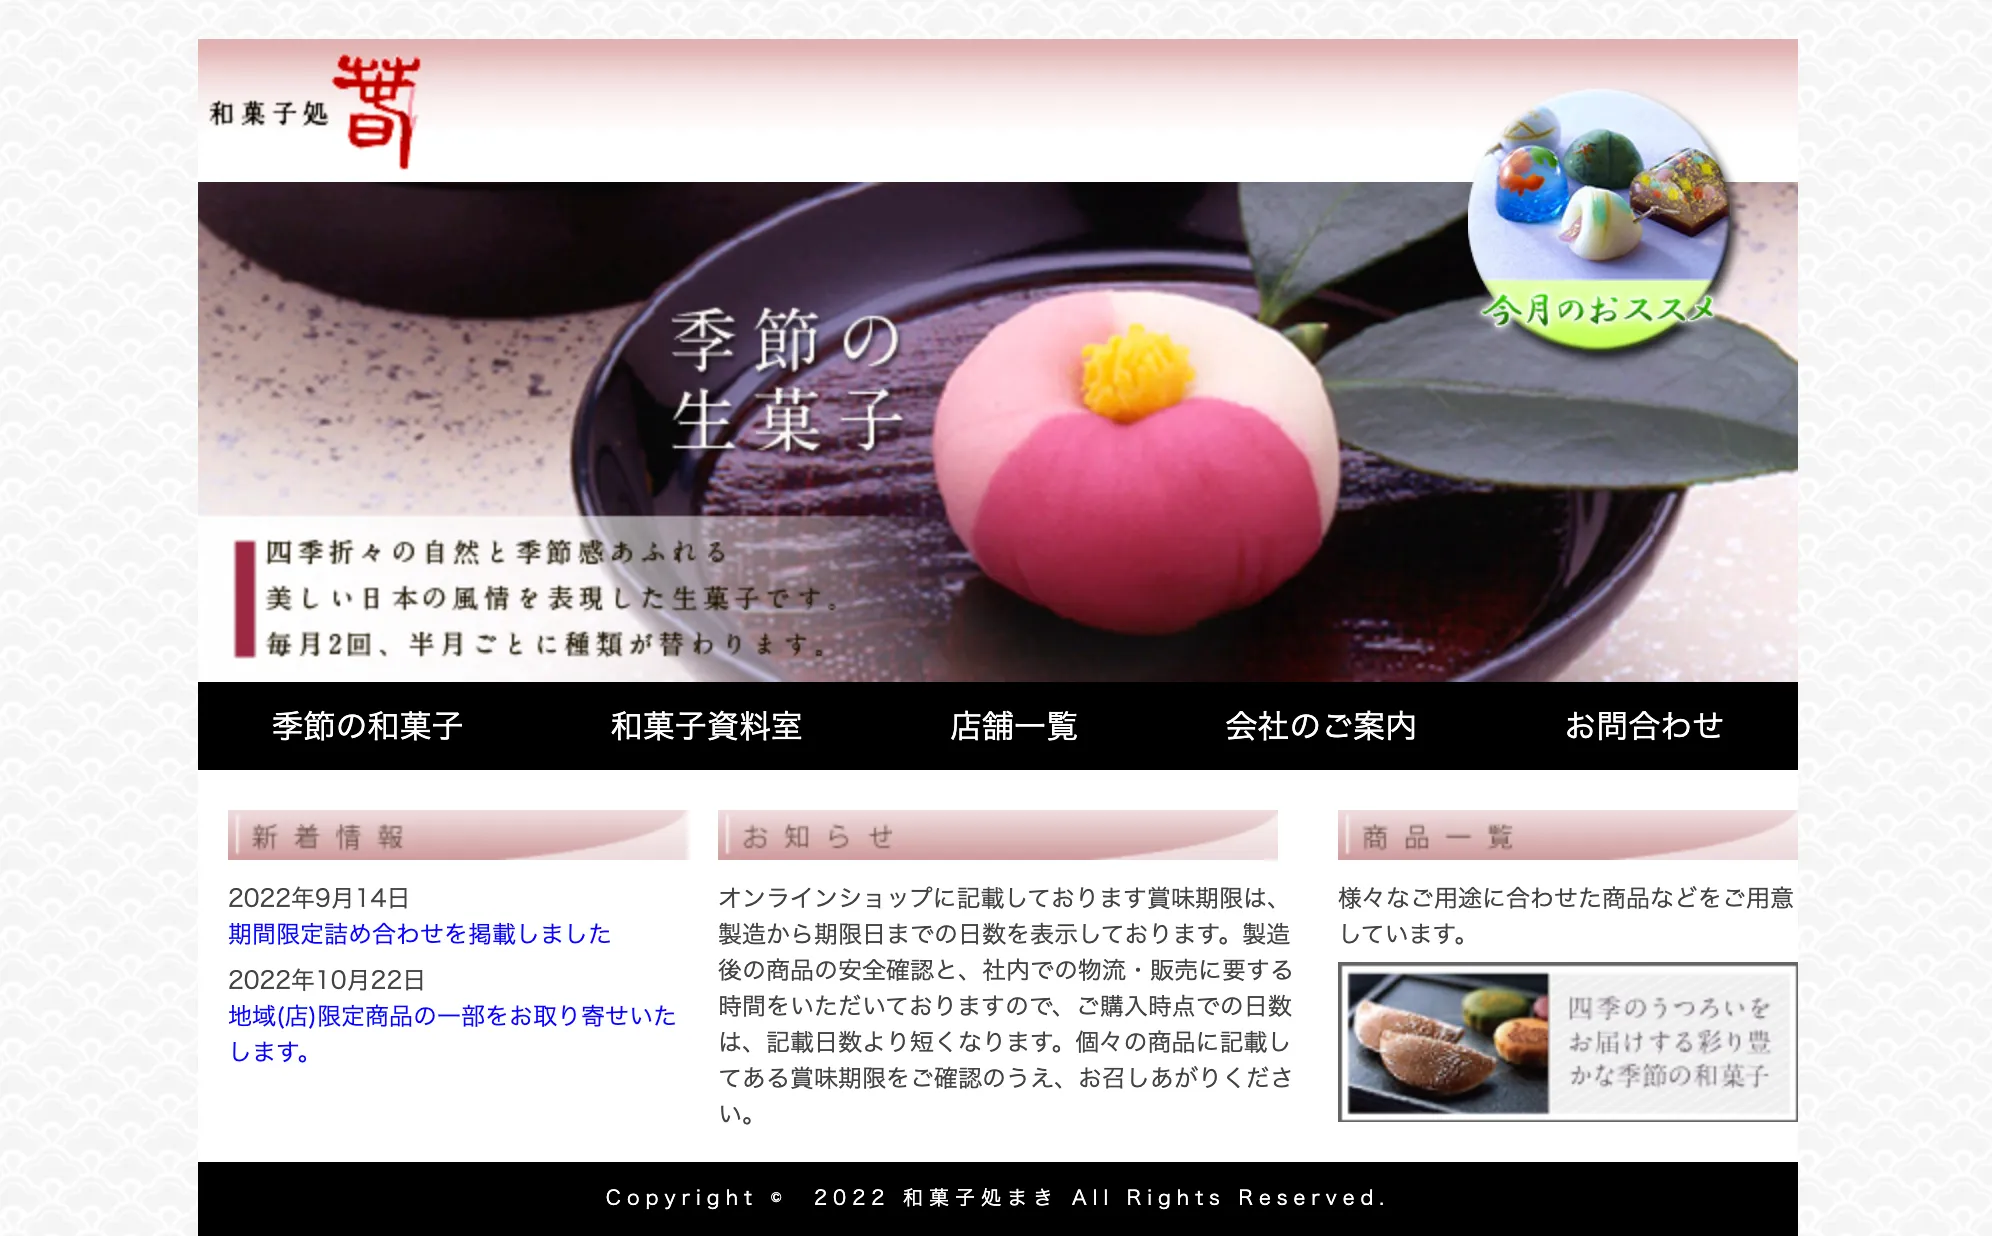 和菓子処
今月のおススメ
季節の
生菓子
四季折々の自然と季節感あふれる
美しい日本の風情を表現した生菓子です。
毎月2回、半月ごとに種類が替わります。
季節の和菓子 和菓子資料室 店舗一覧 会社のご案内 お問合わせ
新着情報
2022年9月14日
期間限定詰め合わせを掲載しました
2022年10月22日
地域(店)限定商品の一部をお取り寄せいた
します。
お知らせ
オンラインショップに記載しております賞味期限は、
製造から期限日までの日数を表示しております。製造
後の商品の安全確認と、社内での物流・販売に要する
時間をいただいておりますので、ご購入時点での日数
は、記載日数より短くなります。個々の商品に記載し
てある賞味期限をご確認のうえ、お召しあがりくださ
い。
商品一覧
様々なご用途に合わせた商品などをご用意
しています。
四季のうつろいを
お届けする彩り豊
かな季節の和菓子
Copyright © 2022 和菓子処まき All Rights Reserved.